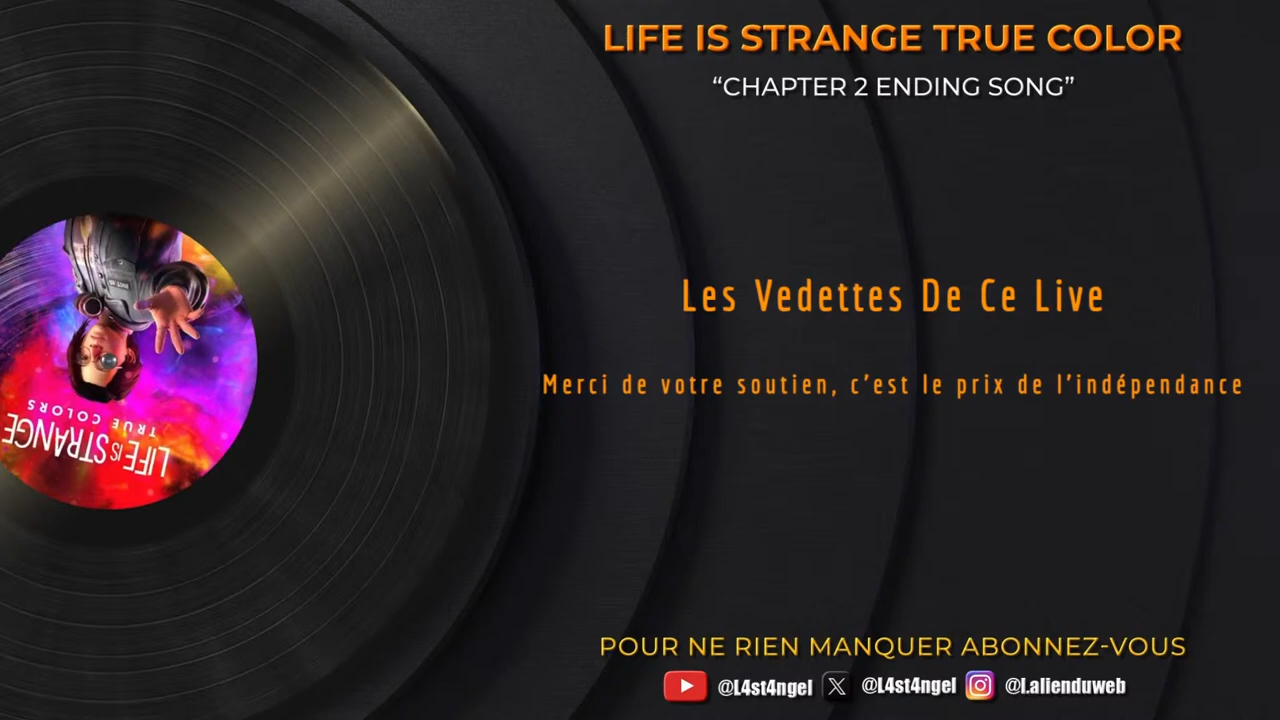 LIFE IS STRANGE TRUE COLOR
“CHAPTER 2 ENDING SONG”
LIFE IS STRANGE
TRUE COLORS
Les Vedettes De Ce Live
Merci de votre soutien, c’est le prix de l’indépendance
POUR NE RIEN MANQUER ABONNEZ-VOUS
@L4st4ngel @L4st4ngel @l.alienduweb